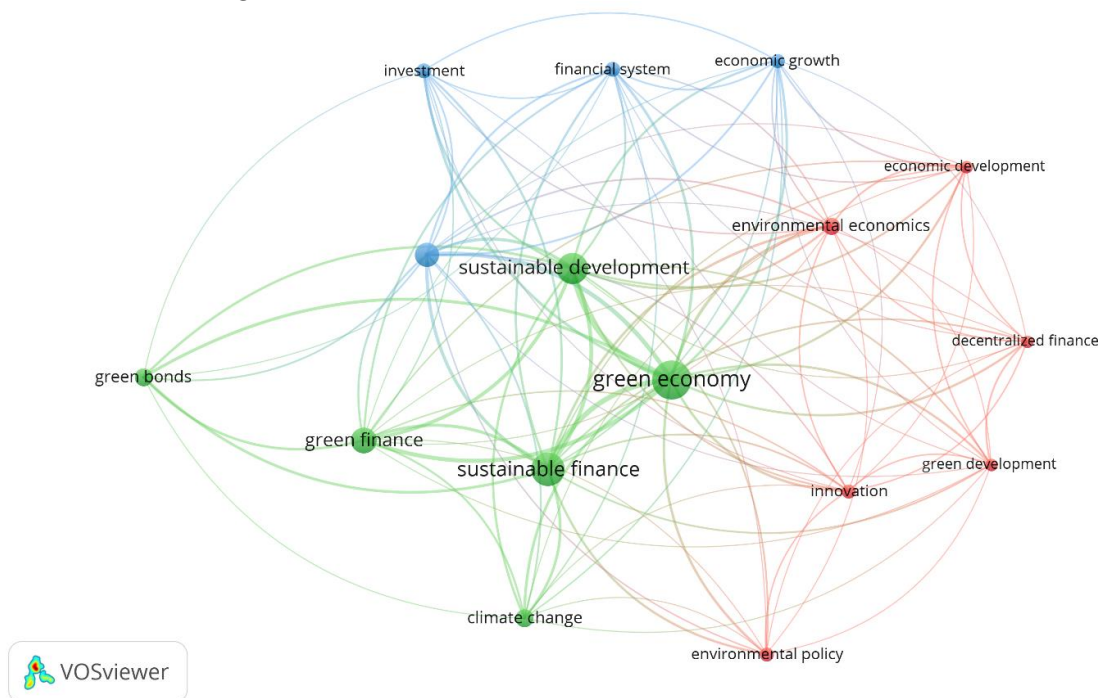 investment
financial system
economic growth
economic development
environmental economics
sustainable development
decentralized finance
green bonds
green economy
green finance
sustainable finance
green development
innovation
climate change
environmental policy
VOSviewer